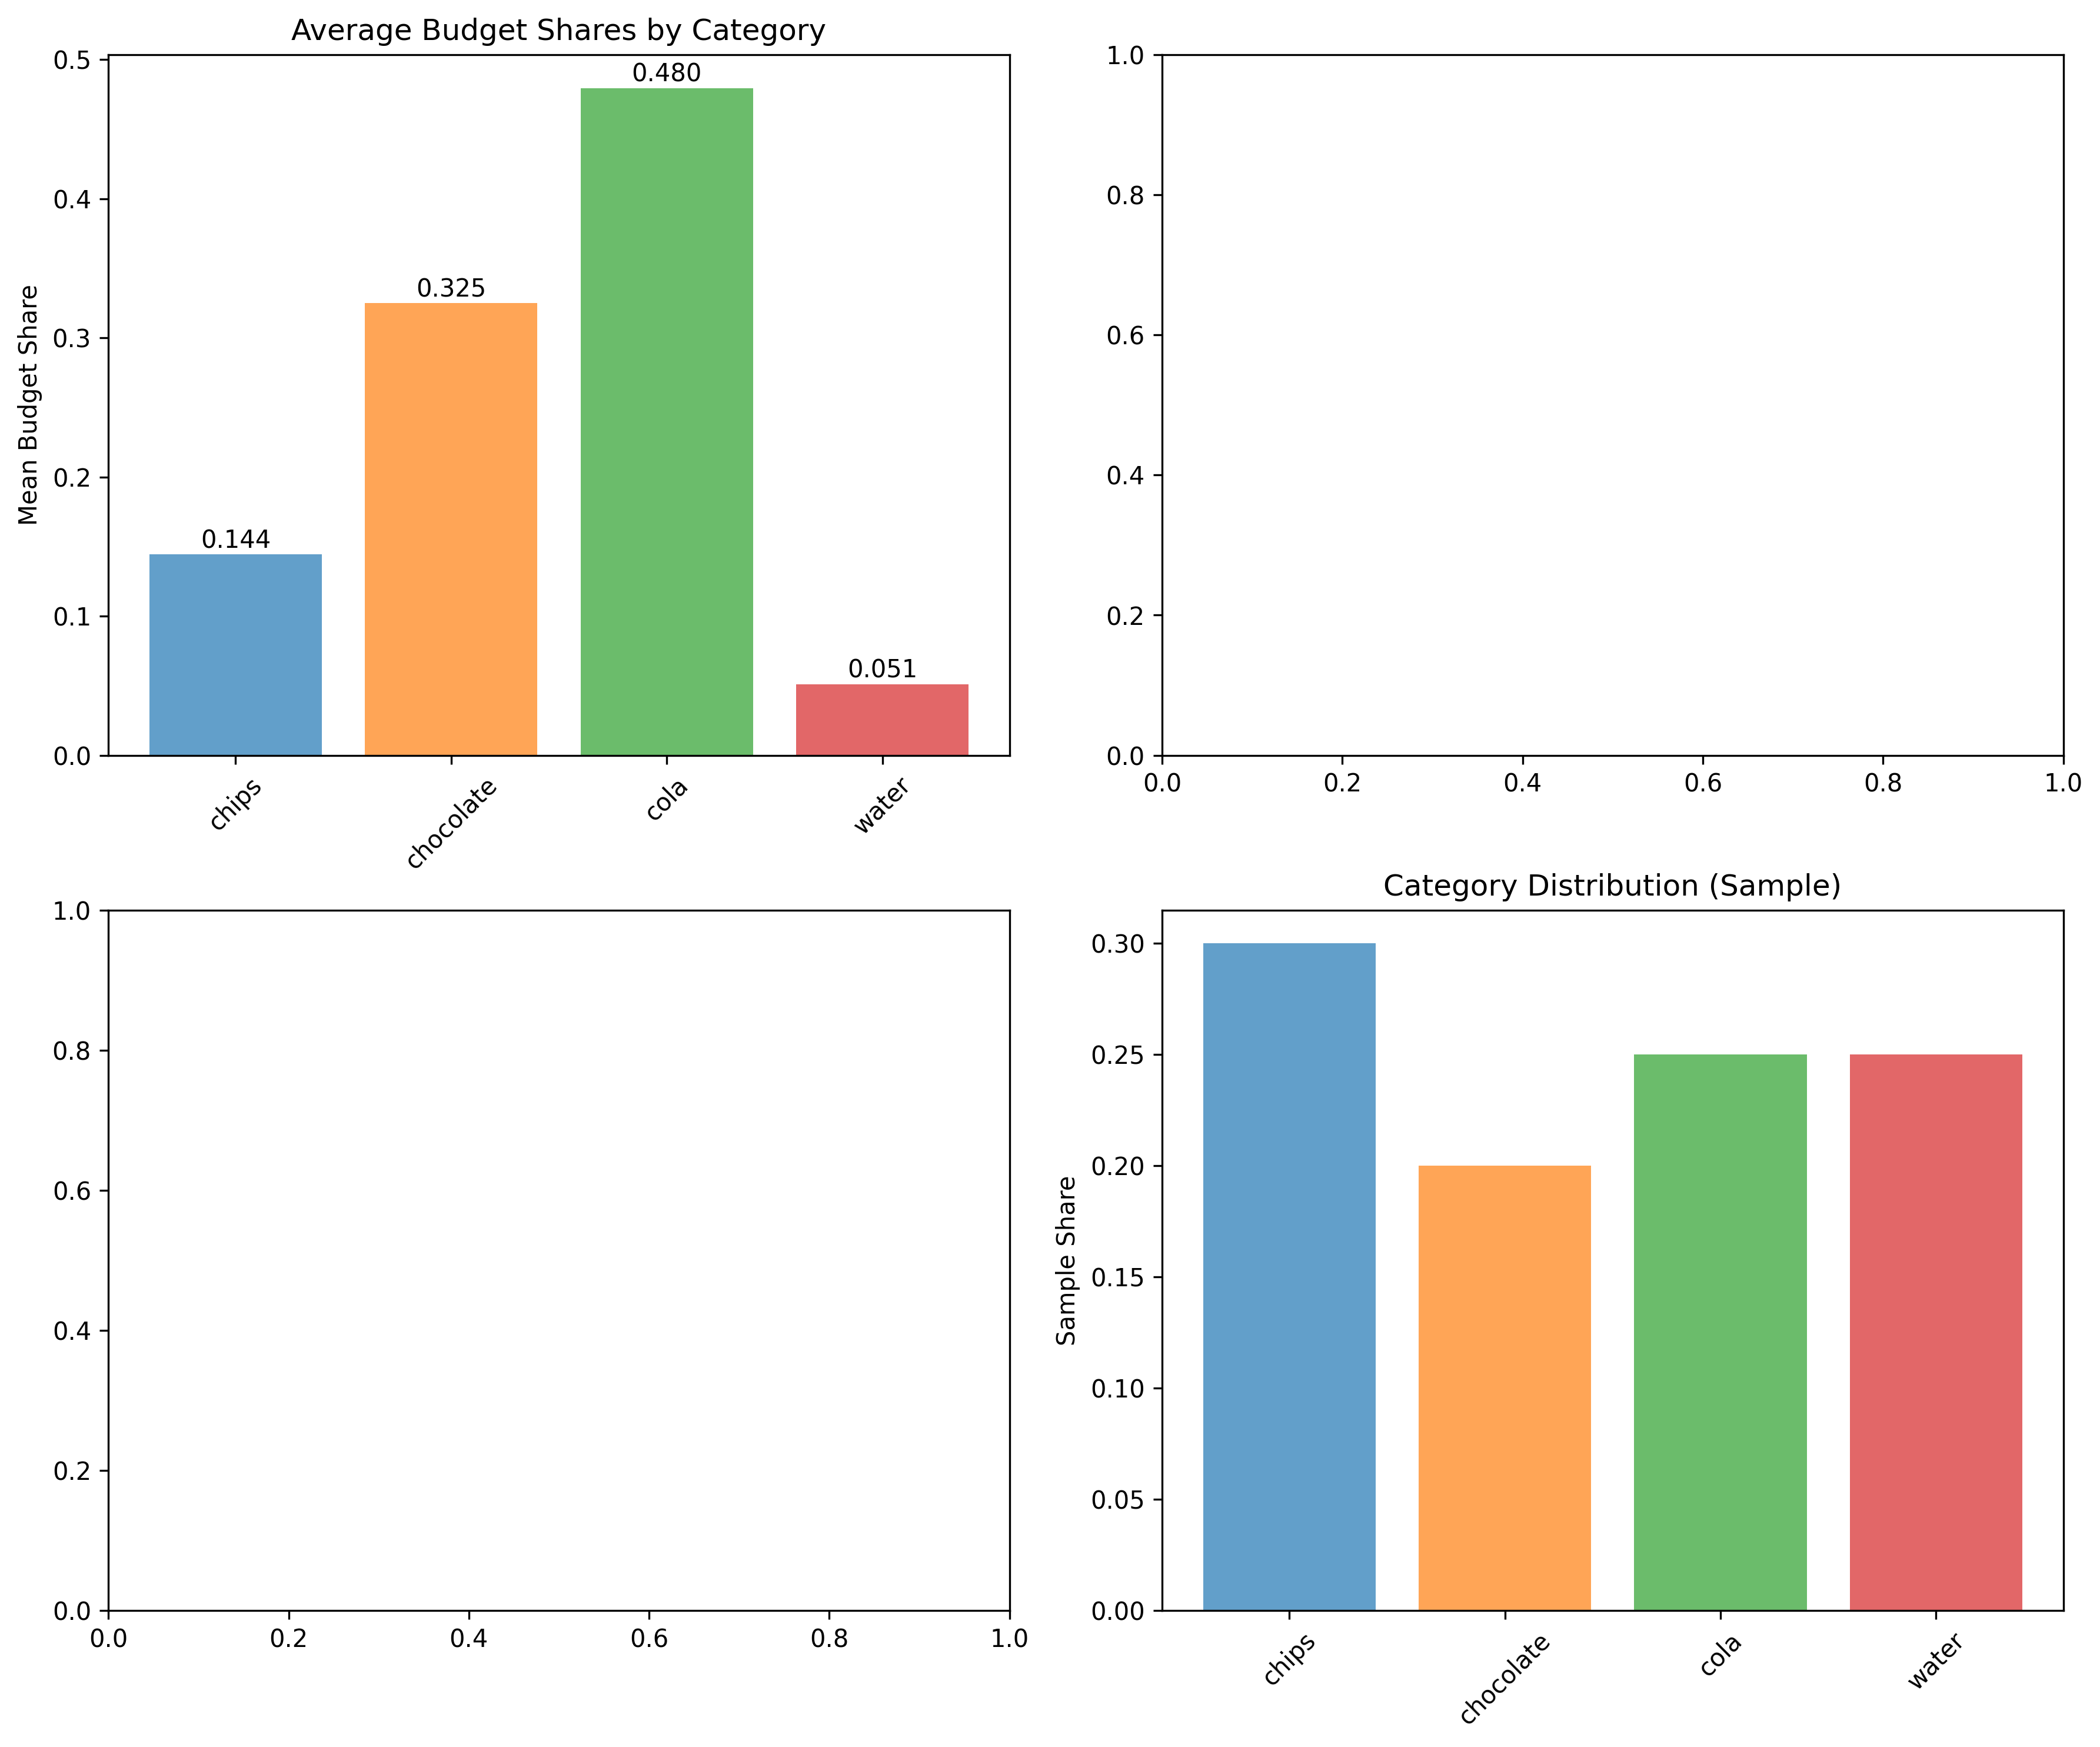 Average Budget Shares by Category
Mean Budget Share
0.5
0.4
0.3
0.2
0.1
0.0
0.144
0.325
0.480
0.051
chips
chocolate
cola
water
1.0
0.8
0.6
0.4
0.2
0.0
0.0 0.2 0.4 0.6 0.8 1.0
1.0
0.8
0.6
0.4
0.2
0.0
0.0 0.2 0.4 0.6 0.8 1.0
Category Distribution (Sample)
Sample Share
0.30
0.25
0.20
0.15
0.10
0.05
0.00
chips
chocolate
cola
water